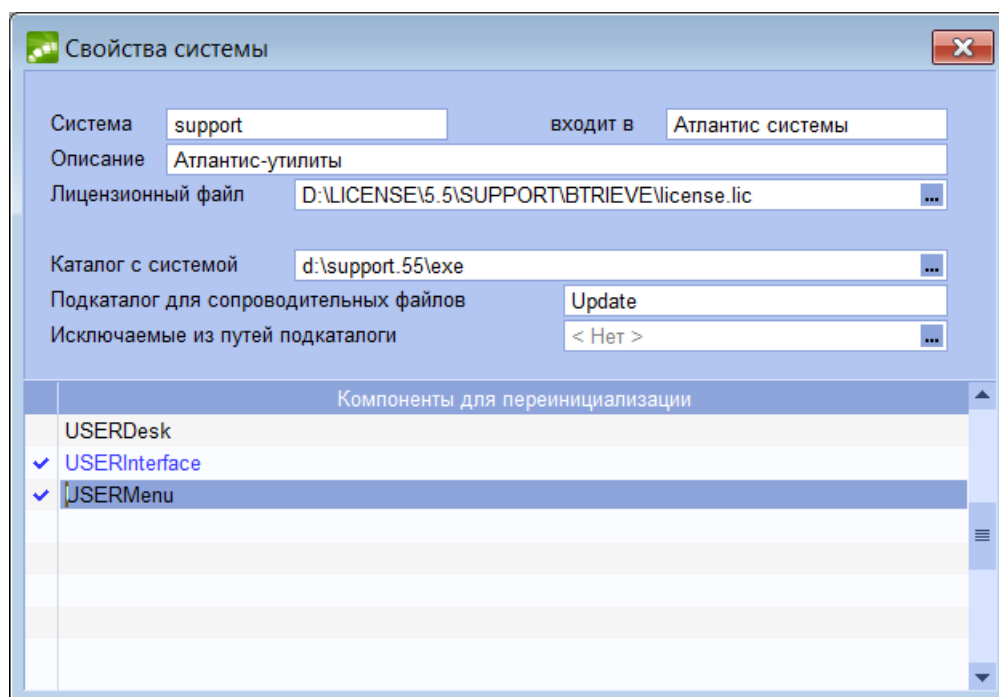 Свойства системы
Система support входит в Атлантис системы
Описание Атлантис-утилиты
Лицензионный файл D:\LICENSE\5.5\SUPPORT\BTRIEVE\license.lic ...
Каталог с системой d:\support.55\exe ...
Подкаталог для сопроводительных файлов Update
Исключаемые из путей подкаталоги < Нет > ...
Компоненты для переинициализации
USERDesk
USERInterface
USERMenu